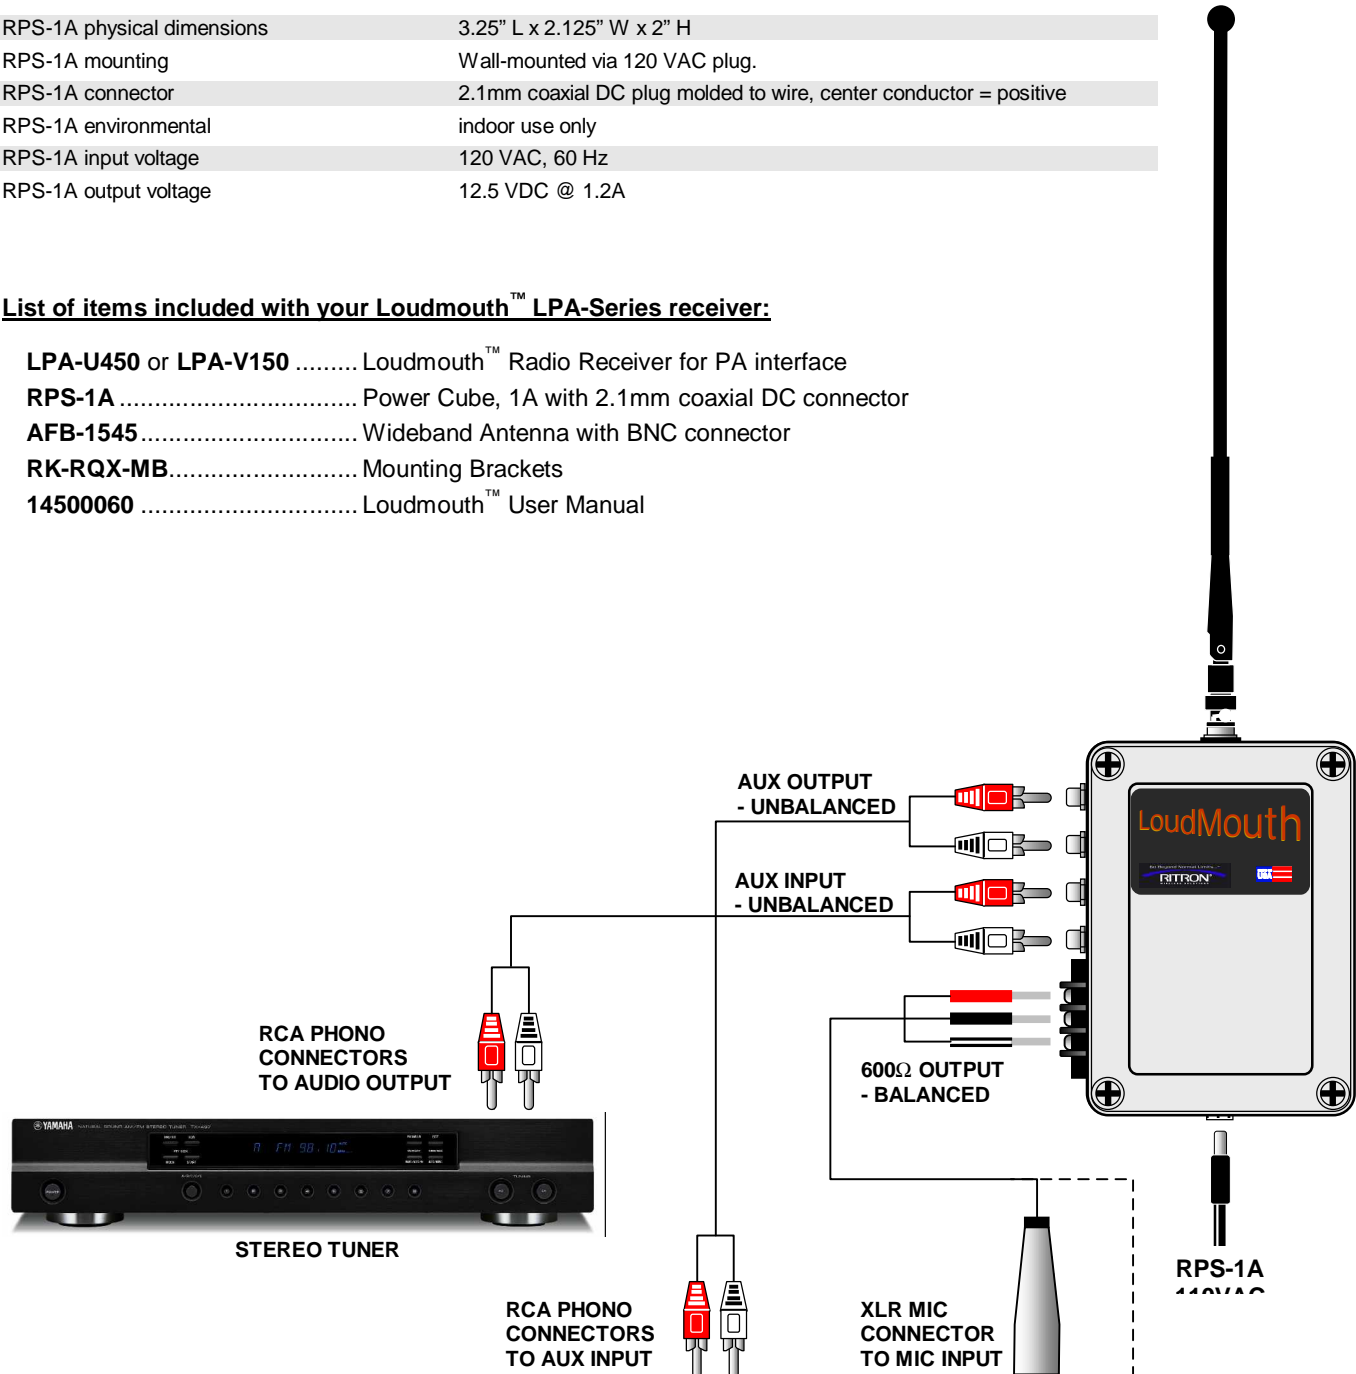 RPS-1A physical dimensions 3.25” L x 2.125” W x 2” H
RPS-1A mounting Wall-mounted via 120 VAC plug.
RPS-1A connector 2.1mm coaxial DC plug molded to wire, center conductor = positive
RPS-1A environmental indoor use only
RPS-1A input voltage 120 VAC, 60 Hz
RPS-1A output voltage 12.5 VDC @ 1.2A
List of items included with your Loudmouth™ LPA-Series receiver:
LPA-U450 or LPA-V150 ......... Loudmouth™ Radio Receiver for PA interface
RPS-1A .................................. Power Cube, 1A with 2.1mm coaxial DC connector
AFB-1545 ............................... Wideband Antenna with BNC connector
RK-RQX-MB........................... Mounting Brackets
14500060 ............................... Loudmouth™ User Manual
AUX OUTPUT
- UNBALANCED
LoudMouth
RITRON
USA
AUX INPUT
- UNBALANCED
RCA PHONO
CONNECTORS
TO AUDIO OUTPUT
600Ω OUTPUT
- BALANCED
YAMAHA
FM 98.10
STEREO TUNER
RPS-1A
110VAC
RCA PHONO
CONNECTORS
TO AUX INPUT
XLR MIC
CONNECTOR
TO MIC INPUT